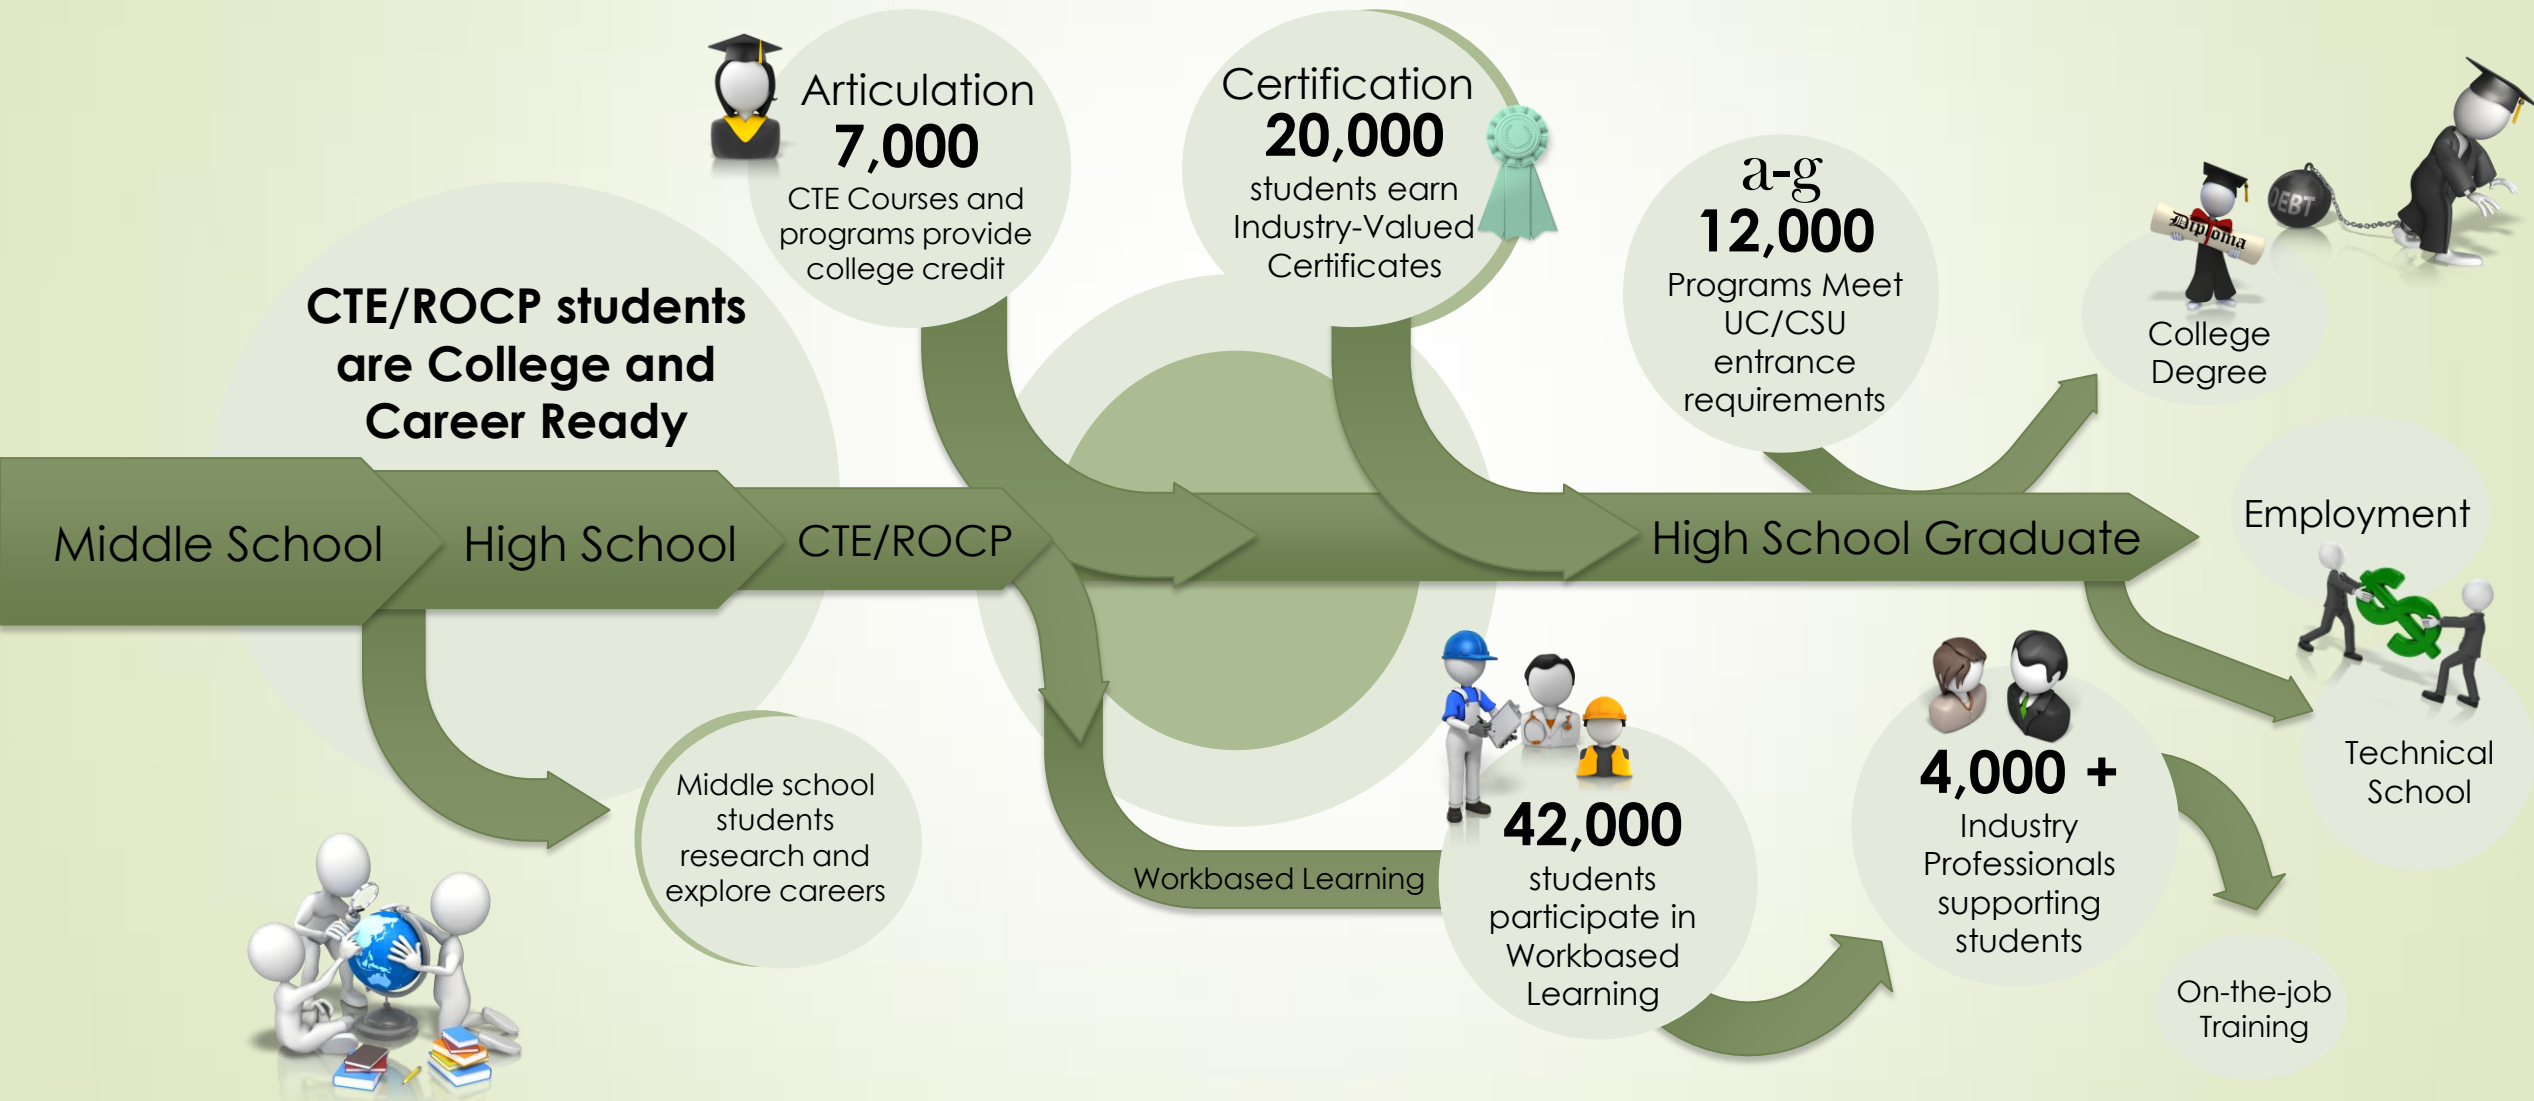 CTE/ROCP students
are College and
Career Ready
Middle School
High School
CTE/ROCP
High School Graduate
Articulation
7,000
CTE Courses and
programs provide
college credit
Certification
20,000
students earn
Industry-Valued
Certificates
a-g
12,000
Programs Meet
UC/CSU
entrance
requirements
Diploma
DEBT
College
Degree
Employment
Technical
School
Middle school
students
research and
explore careers
Workbased Learning
42,000
students
participate in
Workbased
Learning
4,000 +
Industry
Professionals
supporting
students
On-the-job
Training